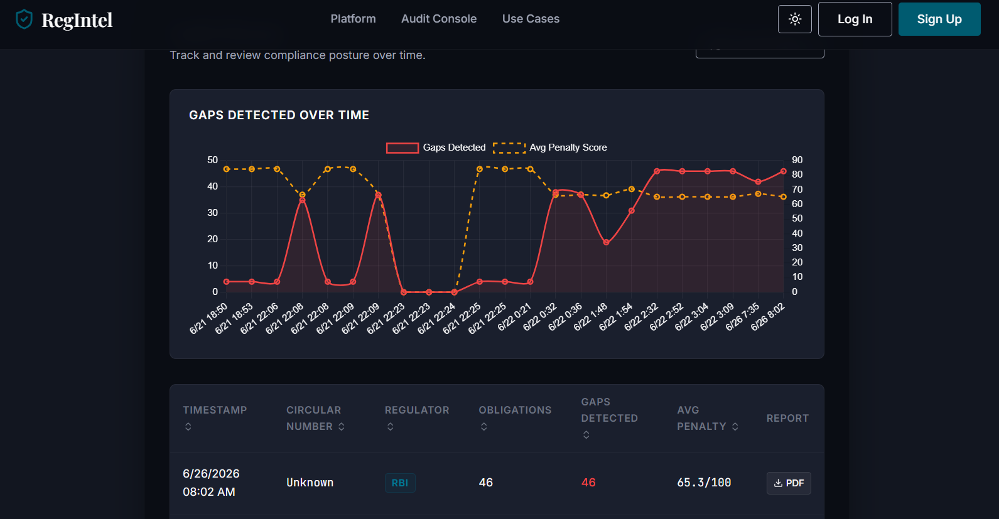 RegIntel
Platform
Audit Console
Use Cases
Log In
Sign Up
Track and review compliance posture over time.
GAPS DETECTED OVER TIME
Gaps Detected
Avg Penalty Score
50
40
30
20
10
0
90
80
70
60
50
40
30
20
10
0
6/21 18:50
6/21 18:53
6/21 22:06
6/21 22:08
6/21 22:08
6/21 22:09
6/21 22:09
6/21 22:23
6/21 22:23
6/21 22:24
6/21 22:25
6/21 22:25
6/22 0:21
6/22 0:32
6/22 0:36
6/22 1:48
6/22 1:54
6/22 2:32
6/22 2:52
6/22 3:04
6/22 3:09
6/26 7:35
6/26 8:02
TIMESTAMP
CIRCULAR
NUMBER
REGULATOR
OBLIGATIONS
GAPS
DETECTED
AVG
PENALTY
REPORT
6/26/2026
08:02 AM
Unknown
RBI
46
46
65.3/100
PDF